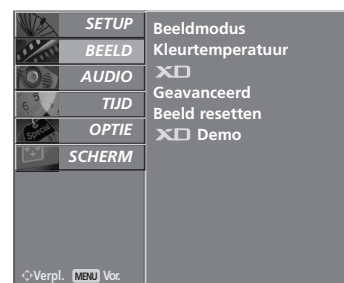 SETUP
BEELD
AUDIO
TIJD
OPTIE
SCHERM
Beeldmodus
Kleurtemperatuur
XD
Geavanceerd
Beeld resetten
XD Demo
Verpl. MENU Vor.